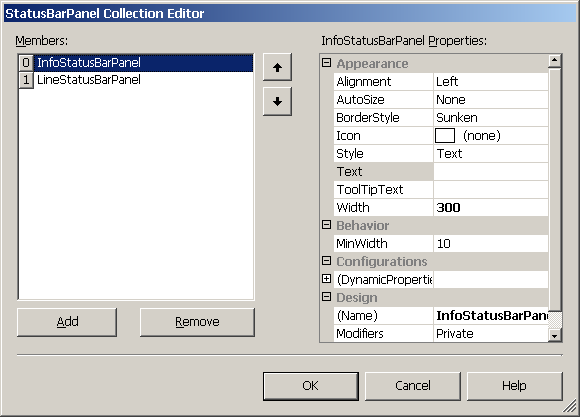 StatusBarPanel Collection Editor
Members:
InfoStatusBarPanel Properties:
0 InfoStatusBarPanel
1 LineStatusBarPanel
Appearance
Alignment Left
AutoSize None
BorderStyle Sunken
Icon (none)
Style Text
Text
ToolTipText
Width 300
Behavior
MinWidth 10
Configurations
(DynamicPropertie
Design
(Name) InfoStatusBarPane
Modifiers Private
Add Remove
OK Cancel Help